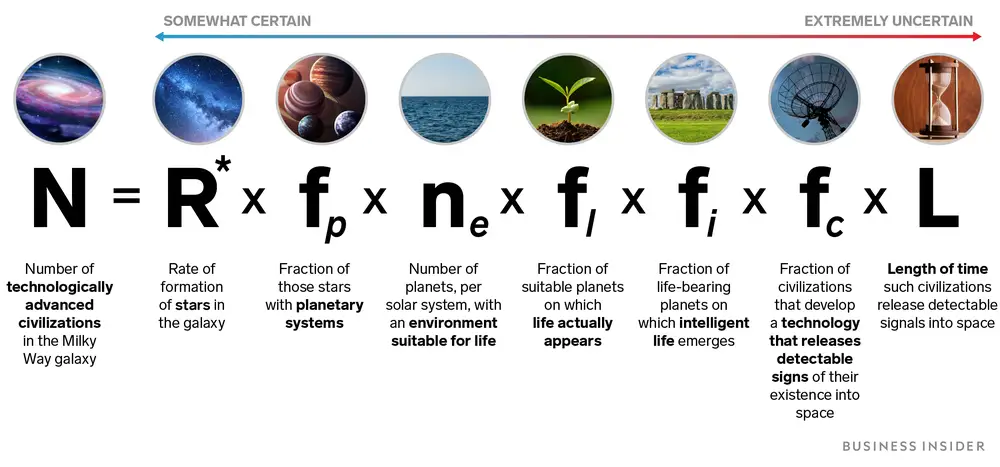 SOMEWHAT CERTAIN
EXTREMELY UNCERTAIN
N = R* x fp x ne x fl x fi x fc x L
Number of
technologically
advanced
civilizations
in the Milky
Way galaxy
Rate of
formation
of stars in
the galaxy
Fraction of
those stars
with planetary
systems
Number of
planets, per
solar system, with
an environment
suitable for life
Fraction of
suitable planets
on which
life actually
appears
Fraction of
life-bearing
planets on
which intelligent
life emerges
Fraction of
civilizations
that develop
a technology
that releases
detectable
signs of their
existence into
space
Length of time
such civilizations
release detectable
signals into space
BUSINESS INSIDER